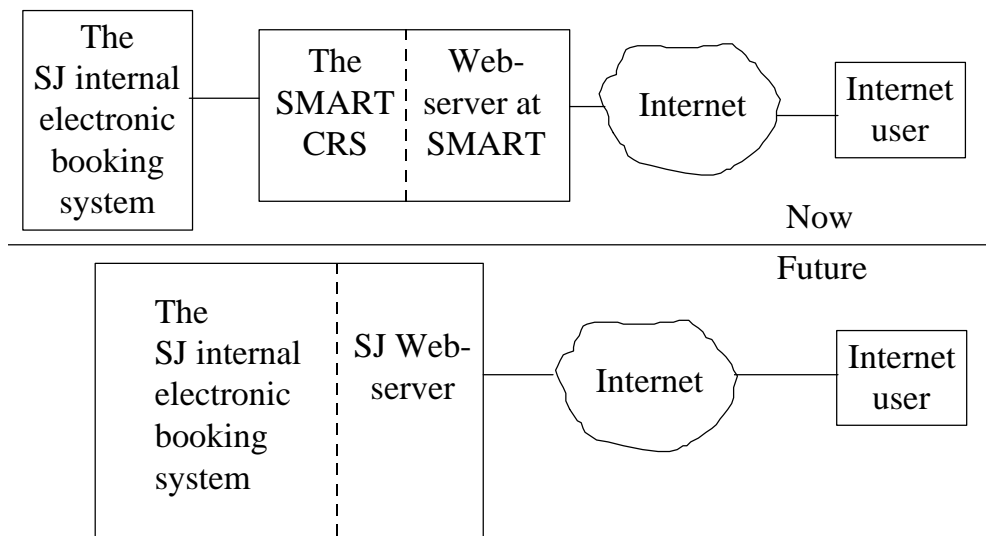 The
SJ internal
electronic
booking
system
The
SMART
CRS
Web-
server at
SMART
Internet
Internet
user
Now
Future
The
SJ internal
electronic
booking
system
SJ Web-
server
Internet
Internet
user